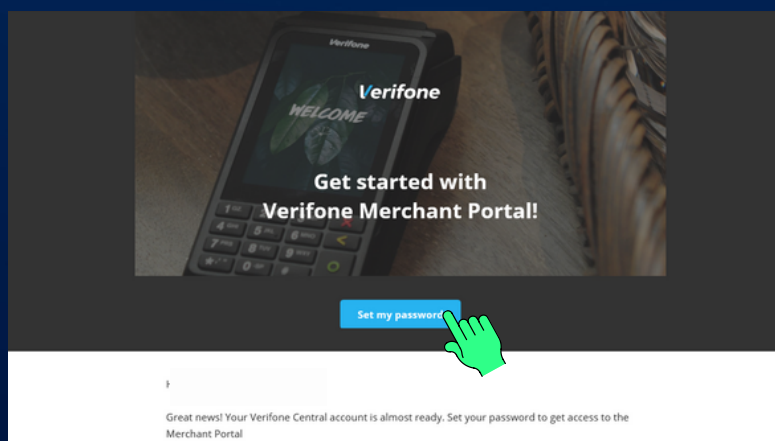 Verifone
Verifone
WELCOME
Get started with
Verifone Merchant Portal!
Set my password
Great news! Your Verifone Central account is almost ready. Set your password to get access to the
Merchant Portal